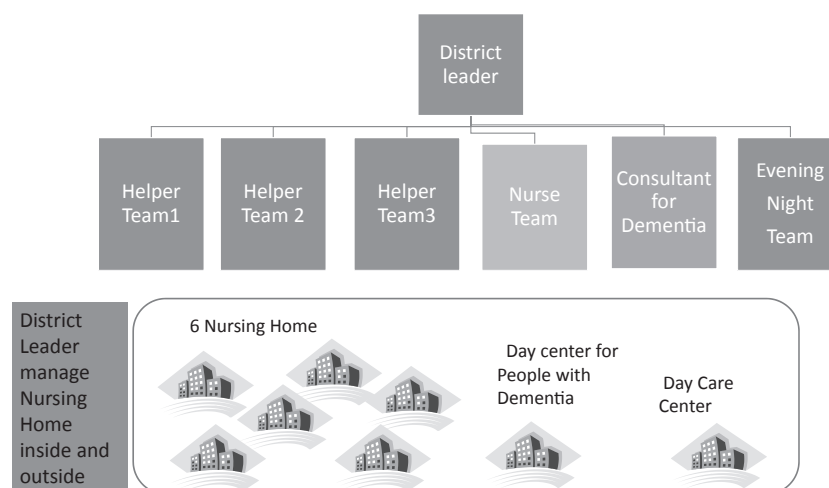 District
leader
Helper
Team1
Helper
Team 2
Helper
Team3
Nurse
Team
Consultant
for
Dementia
Evening
Night
Team
District
Leader
manage
Nursing
Home
inside and
outside
6 Nursing Home
Day center for
People with
Dementia
Day Care
Center